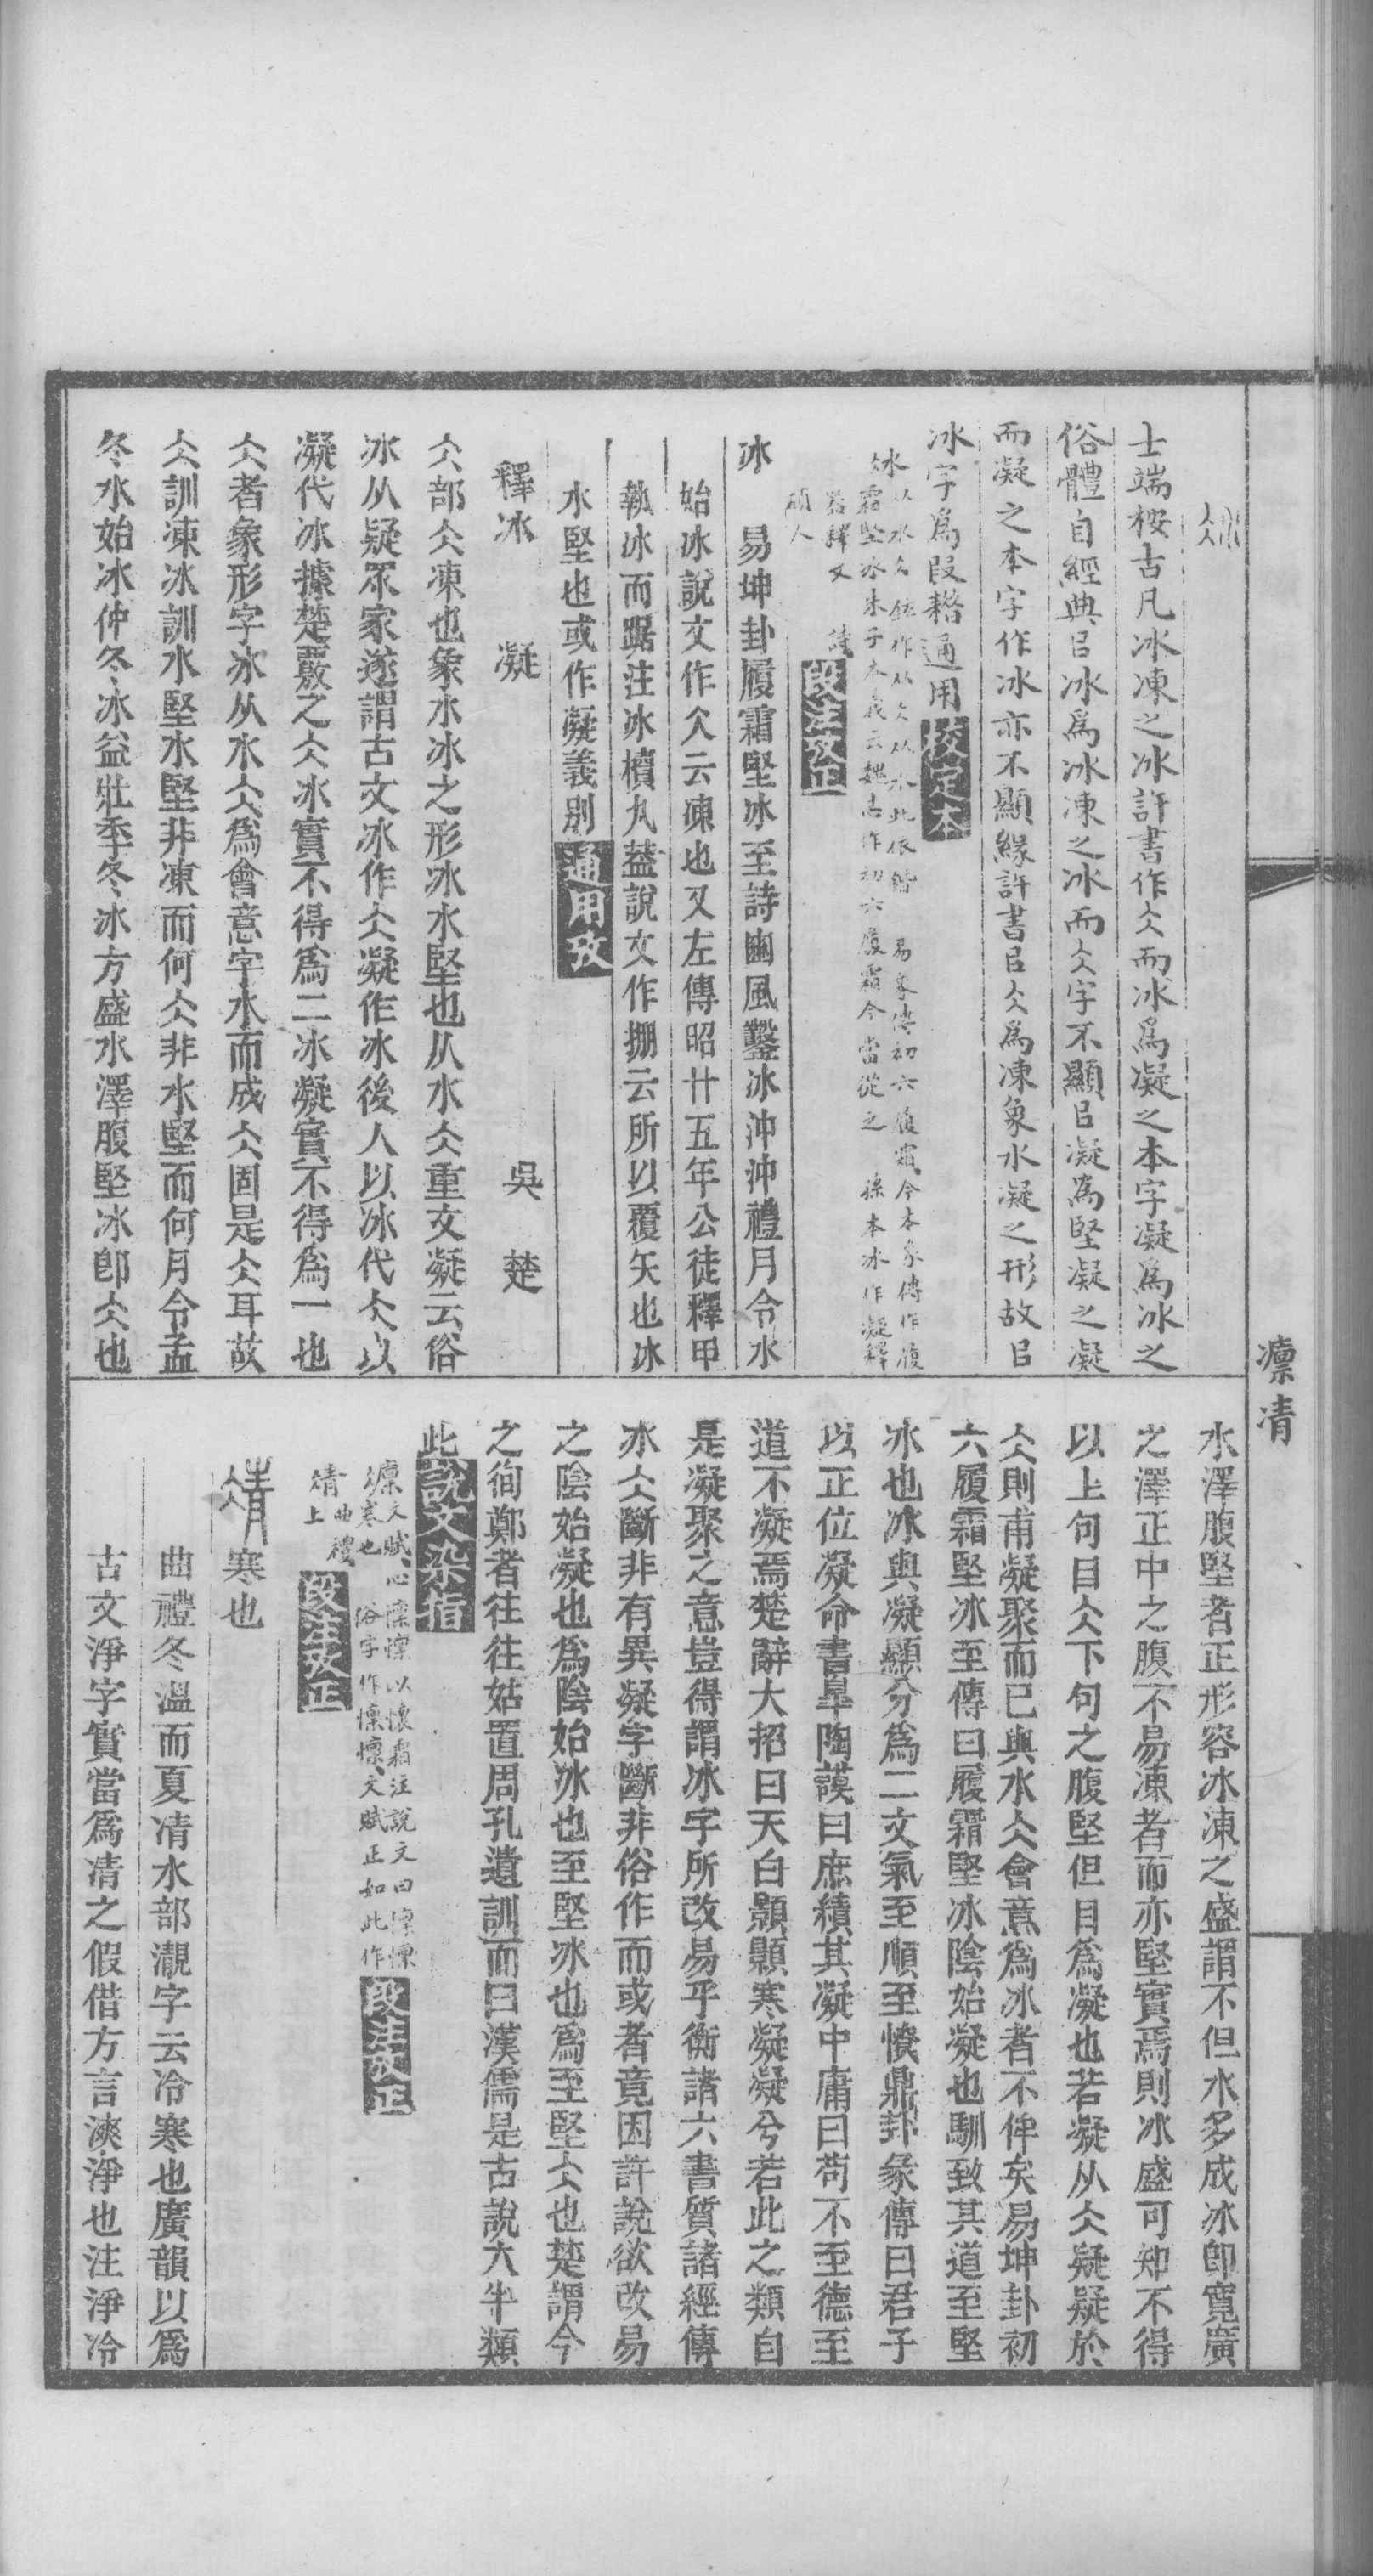 冰
士端桉古凡冰凍之冰許書作仌而冰爲凝之本字凝爲冰之
俗體自經典㠯冰爲冰凍之冰而仌字不顯㠯凝爲堅凝之凝
而凝之本字作冰亦不顯緣許書㠯仌爲凍象水凝之形故㠯
冰字爲叚藉通用校定本
冰以水仌 伍作从仌从水此依偕 易象傳初六履霜今本象傳作履
霜堅冰朱子本義云魏志作初六履霜今當從之 孫本冰作凝釋
器釋文 詩
碩人 段注攷正
冰 易坤卦履霜堅冰至詩豳風鑿冰沖沖禮月令水
始冰說文作仌云凍也又左傳昭廿五年公徒釋甲
執冰而踞注冰櫝丸蓋說文作掤云所以覆矢也冰
水堅也或作凝義別通用攷
釋冰 凝 吳楚
仌部仌凍也象水冰之形冰水堅也从水仌重文凝云俗
冰从疑眾家遂謂古文冰作仌凝作冰後人以冰代仌以
凝代冰據楚覈之仌冰實不得爲二冰凝實不得爲一也
仌者象形字冰从水仌爲會意字水而成仌固是仌耳故
仌訓凍冰訓水堅水堅非凍而何仌非水堅而何月令孟
冬水始冰仲冬冰益壯季冬冰方盛水澤腹堅冰卽仌也
凛凊
水澤腹堅者正形容冰凍之盛謂不但水多成冰卽寬廣
之澤正中之腹不易凍者而亦堅實焉則冰盛可知不得
以上句目仌下句之腹堅但目爲凝也若凝从仌疑疑於
仌則甫凝聚而已與水仌會意爲冰者不俾矣易坤卦初
六履霜堅冰至傳曰履霜堅冰陰始凝也馴致其道至堅
冰也冰與凝顯分爲二文氣至順至憭鼎卦象傳曰君子
以正位凝命書皋陶謨曰庶績其凝中庸曰苟不至德至
道不凝焉楚辭大招曰天白顥顥寒凝凝兮若此之類自
是凝聚之意豈得謂冰字所改易乎衡諸六書質諸經傳
冰仌斷非有異凝字斷非俗作而或者竟因許說欲改易
之陰始凝也爲陰始冰也至堅冰也爲至堅仌也楚謂今
之徇鄭者往往姑置周孔遺訓而曰漢儒是古說大半類
此說文染指
凛文賦心懔懔以懷霜注說文曰凛凛
寒也 俗字作懔懔文賦正如此作 段注攷正
凊 曲禮
上 段注攷正
凊 寒也
曲禮冬溫而夏凊水部瀙字云冷寒也廣韻以爲
古文淨字實當爲凊之假借方言浹淨也注淨冷